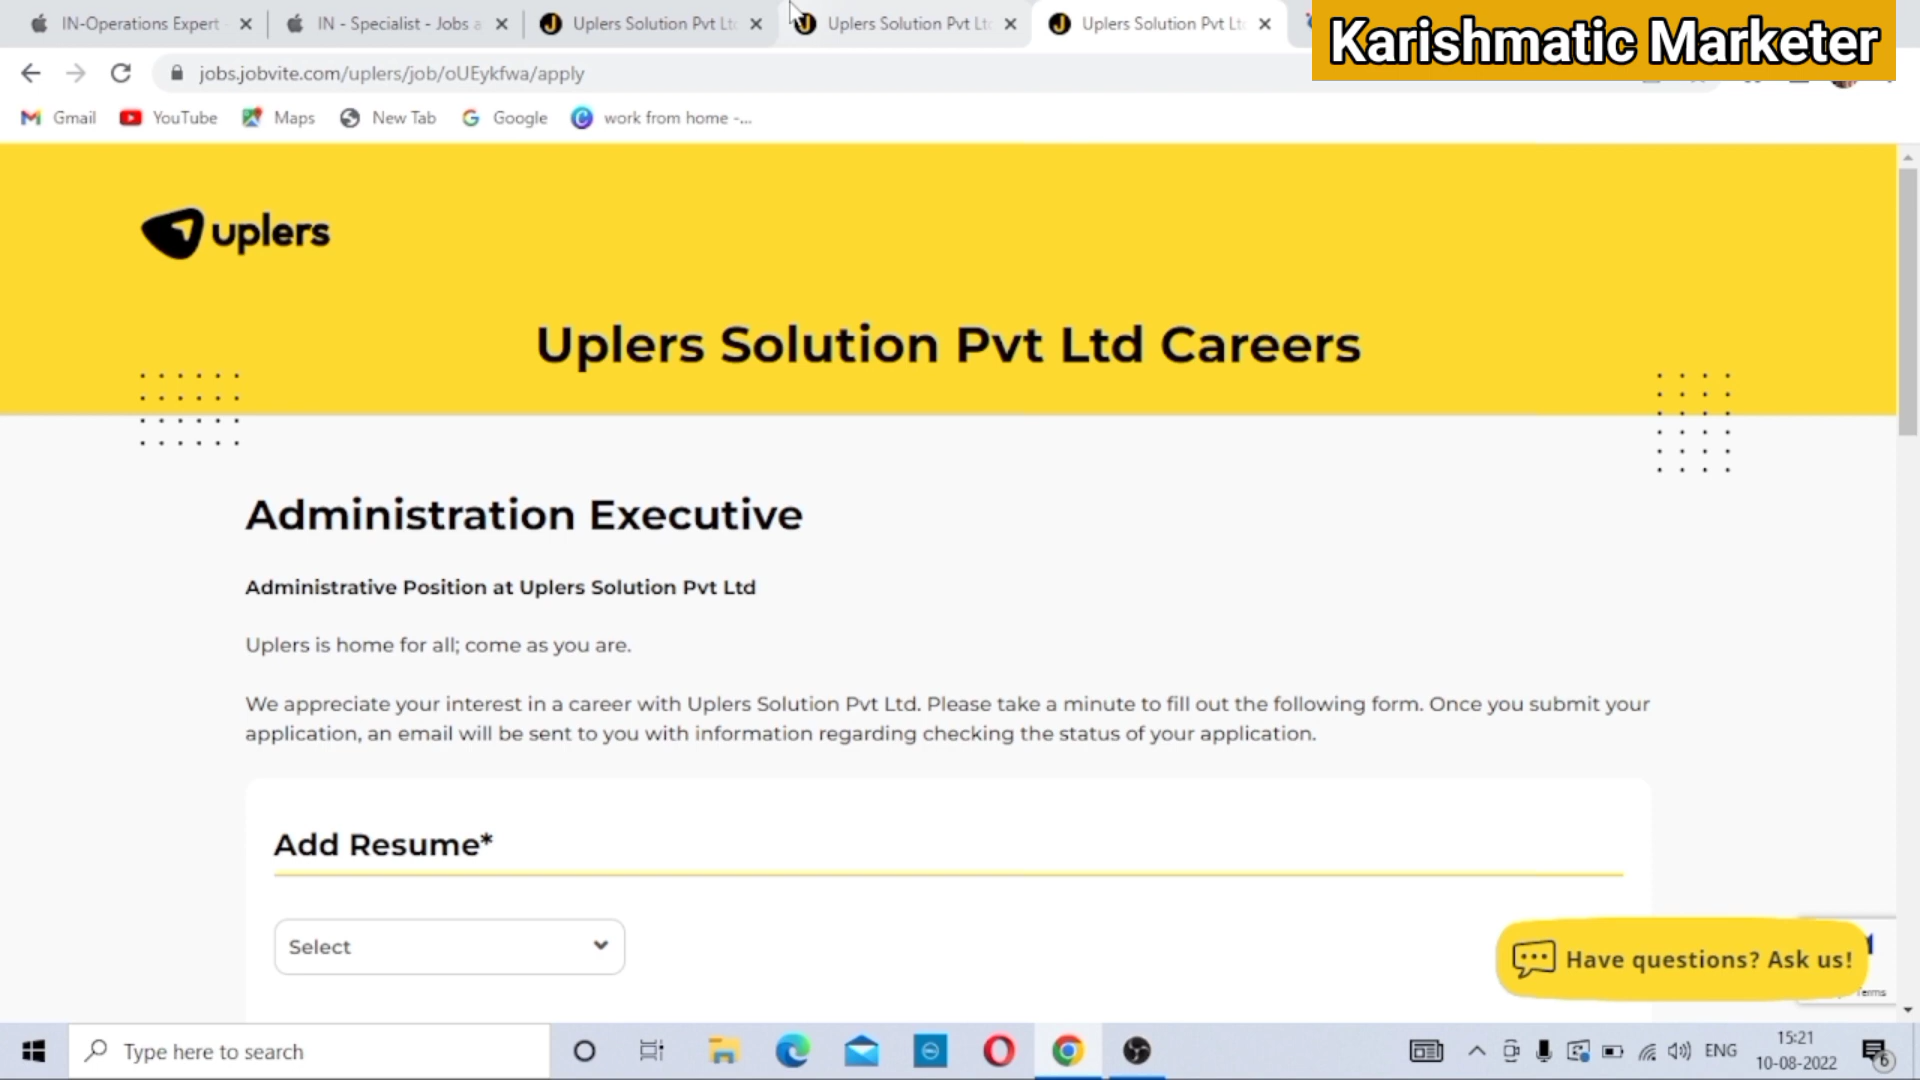 IN-Operations Expert
IN - Specialist - Jobs a
Uplers Solution Pvt Ltd
Uplers Solution Pvt Ltd
Uplers Solution Pvt Ltd
Karishmatic Marketer
jobs.jobvite.com/uplers/job/oUEykfwa/apply
Gmail
YouTube
Maps
New Tab
Google
work from home -...
uplers
Uplers Solution Pvt Ltd Careers
Administration Executive
Administrative Position at Uplers Solution Pvt Ltd
Uplers is home for all; come as you are.
We appreciate your interest in a career with Uplers Solution Pvt Ltd. Please take a minute to fill out the following form. Once you submit your
application, an email will be sent to you with information regarding checking the status of your application.
Add Resume*
Select
Have questions? Ask us!
Terms
Type here to search
ENG
15:21
10-08-2022
6